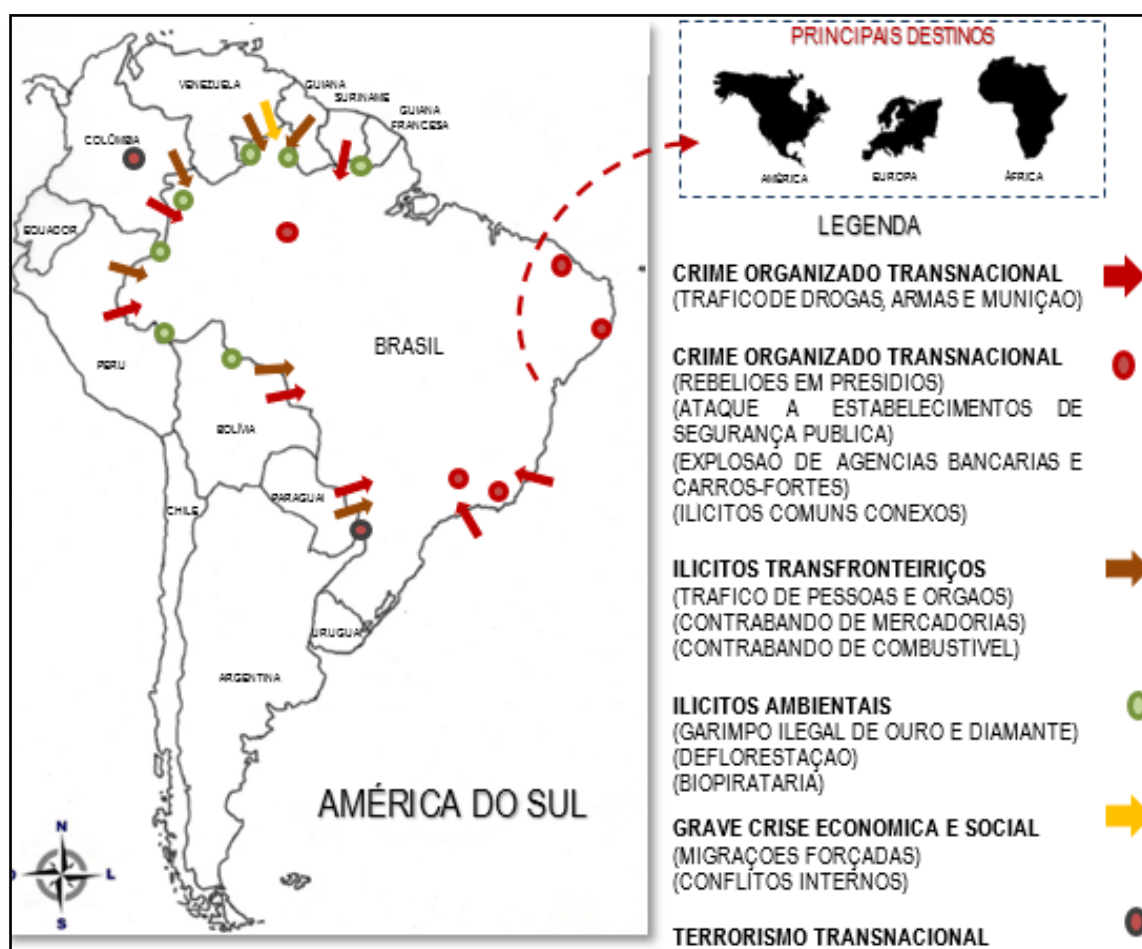 PRINCIPAIS DESTINOS
AMÉRICA
EUROPA
ÁFRICA
VENEZUELA
GUIANA
SURINAME
GUIANA
FRANCESA
COLÔMBIA
EQUADOR
PERU
BRASIL
BOLÍVIA
PARAGUAI
CHILE
URUGUAI
ARGENTINA
AMÉRICA DO SUL
N
O
L
S
LEGENDA
CRIME ORGANIZADO TRANSNACIONAL
(TRAFICO DE DROGAS, ARMAS E MUNIÇAO)
CRIME ORGANIZADO TRANSNACIONAL
(REBELIOES EM PRESIDIOS)
(ATAQUE A ESTABELECIMENTOS DE
SEGURANÇA PUBLICA)
(EXPLOSAO DE AGENCIAS BANCARIAS E
CARROS-FORTES)
(ILICITOS COMUNS CONEXOS)
ILICITOS TRANSFRONTEIRIÇOS
(TRAFICO DE PESSOAS E ORGAOS)
(CONTRABANDO DE MERCADORIAS)
(CONTRABANDO DE COMBUSTIVEL)
ILICITOS AMBIENTAIS
(GARIMPO ILEGAL DE OURO E DIAMANTE)
(DEFLORESTAÇAO)
(BIOPIRATARIA)
GRAVE CRISE ECONOMICA E SOCIAL
(MIGRAÇOES FORÇADAS)
(CONFLITOS INTERNOS)
TERRORISMO TRANSNACIONAL